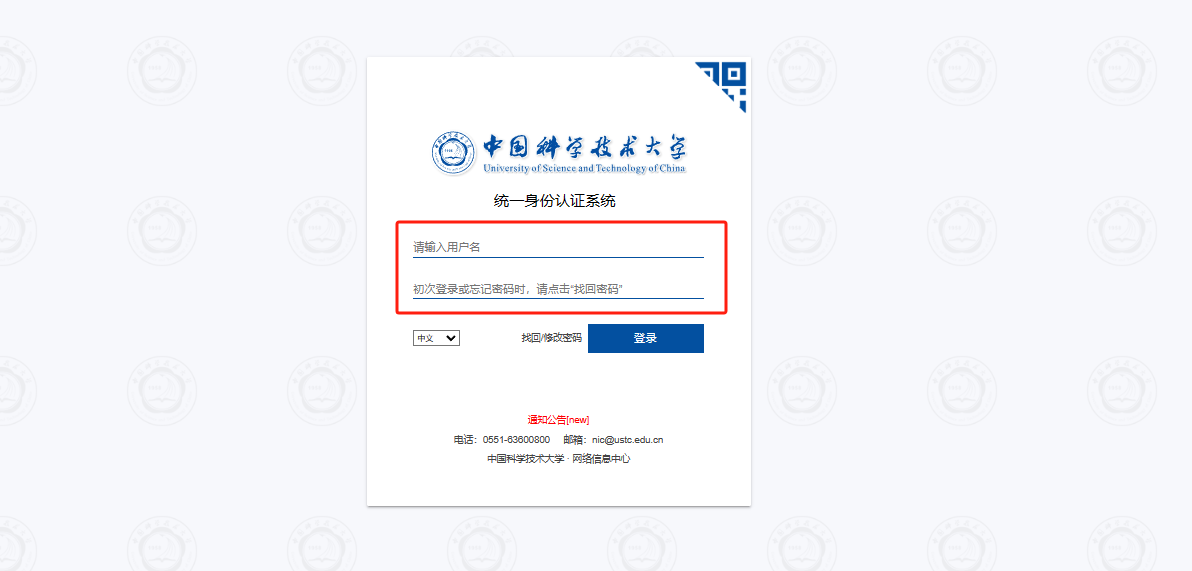 中国科学技术大学
University of Science and Technology of China
统一身份认证系统
请输入用户名
初次登录或忘记密码时，请点击“找回密码”
中文 找回/修改密码 登录
通知公告[new]
电话：0551-63600800 邮箱：nic@ustc.edu.cn
中国科学技术大学 · 网络信息中心